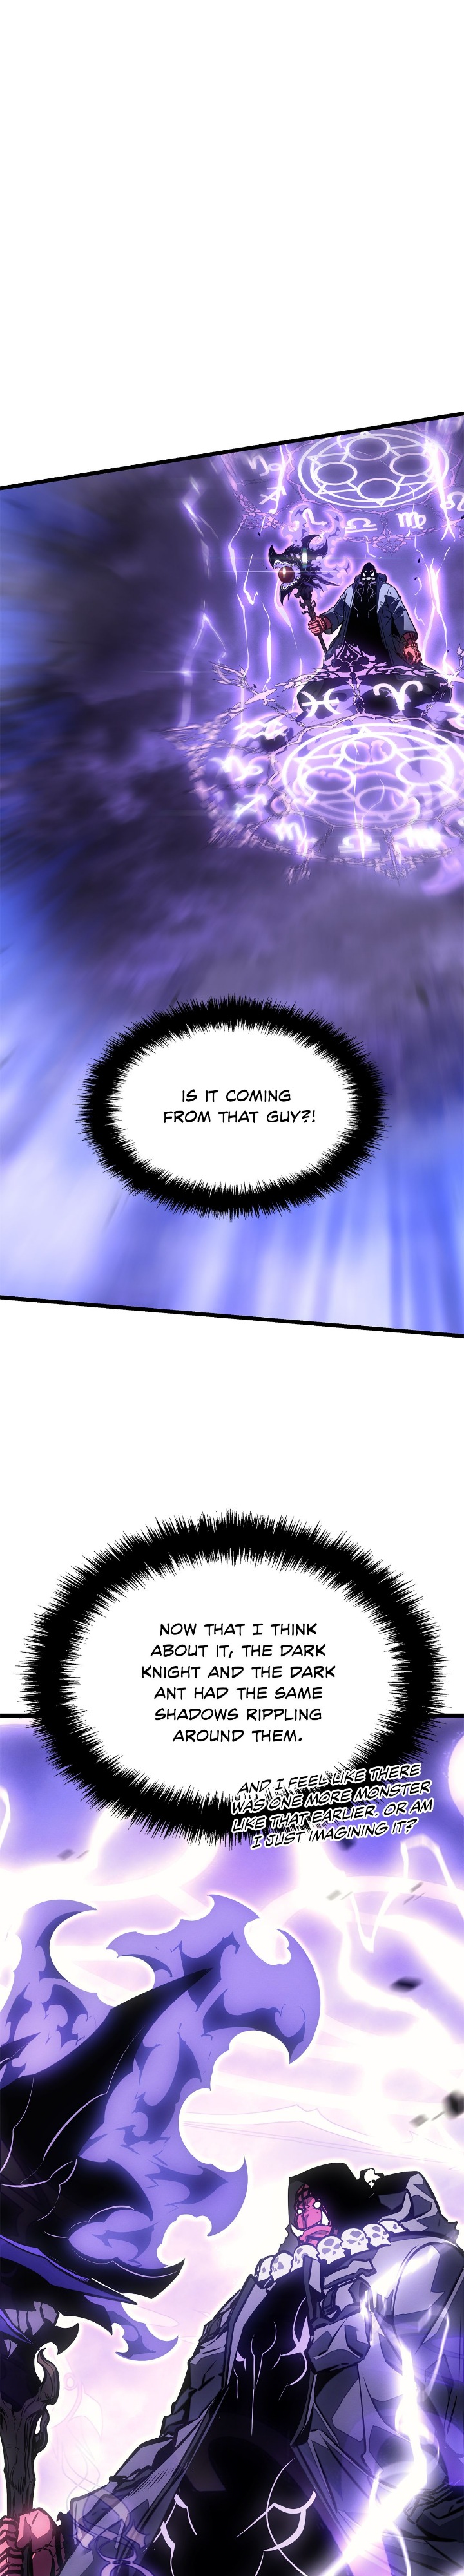 IS IT COMING
FROM THAT GUY?!
NOW THAT I THINK
ABOUT IT, THE DARK
KNIGHT AND THE DARK
ANT HAD THE SAME
SHADOWS RIPPLING
AROUND THEM.
AND I FEEL LIKE THERE
WAS ONE MORE MONSTER
LIKE THAT EARLIER. OR AM
I JUST IMAGINING IT?